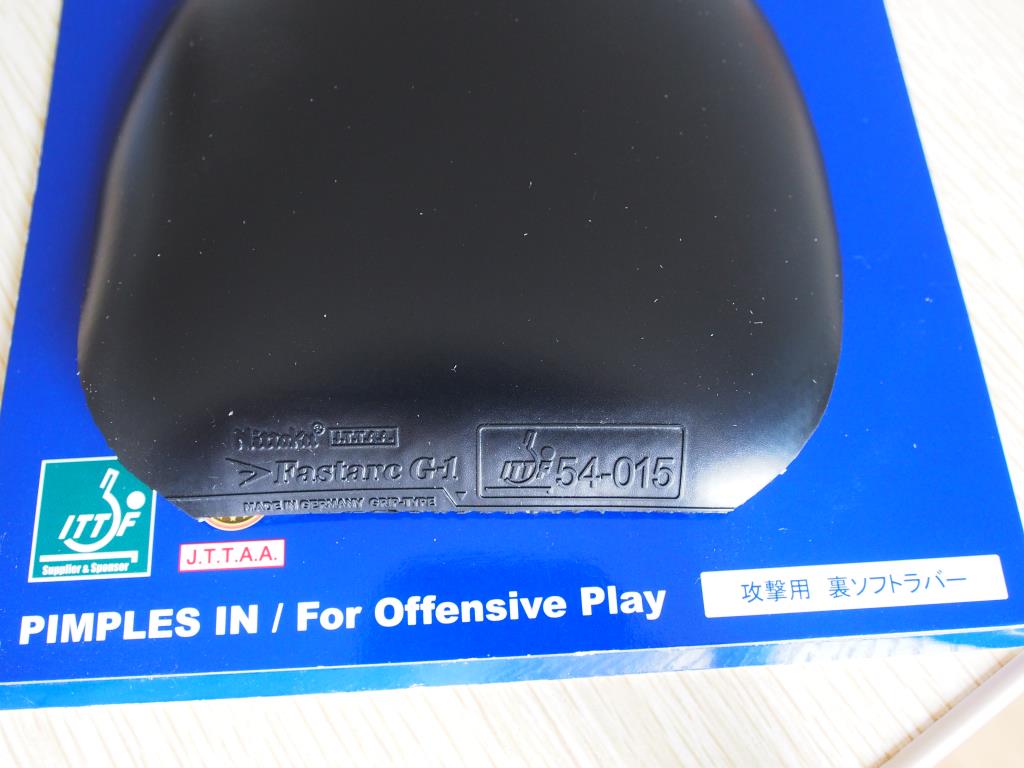 Nittaku® J.T.T.A.A.
Fastarc G-1
MADE IN GERMANY GRIP-TYPE
ITTF 54-015
ITTF
Supplier & Sponsor
J.T.T.A.A.
PIMPLES IN / For Offensive Play
攻撃用 裏ソフトラバー